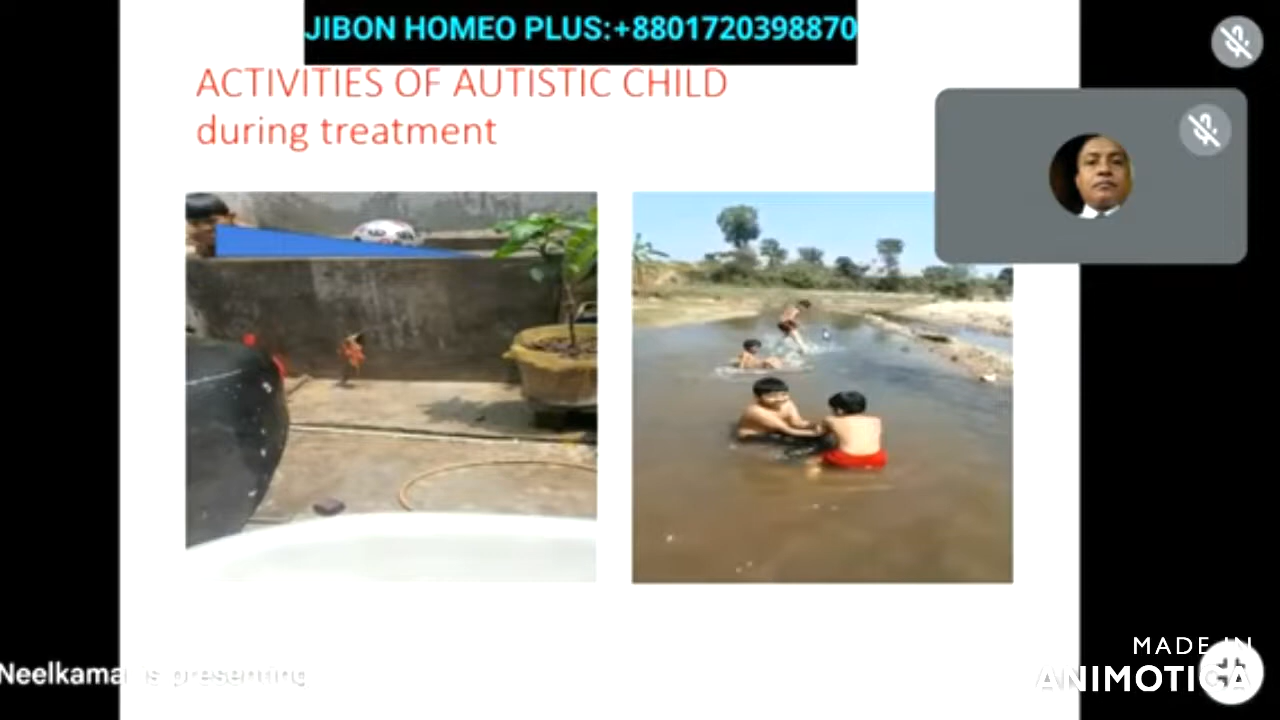 JIBON HOMEO PLUS:+8801720398870
ACTIVITIES OF AUTISTIC CHILD
during treatment
Neelkamal is presenting
MADE IN
ANIMOTICA